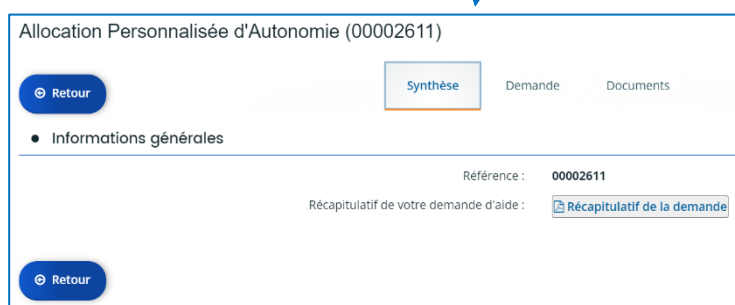 Allocation Personnalisée d'Autonomie (00002611)
Retour
Synthèse Demande Documents
Informations générales
Référence : 00002611
Récapitulatif de votre demande d'aide : Récapitulatif de la demande
Retour